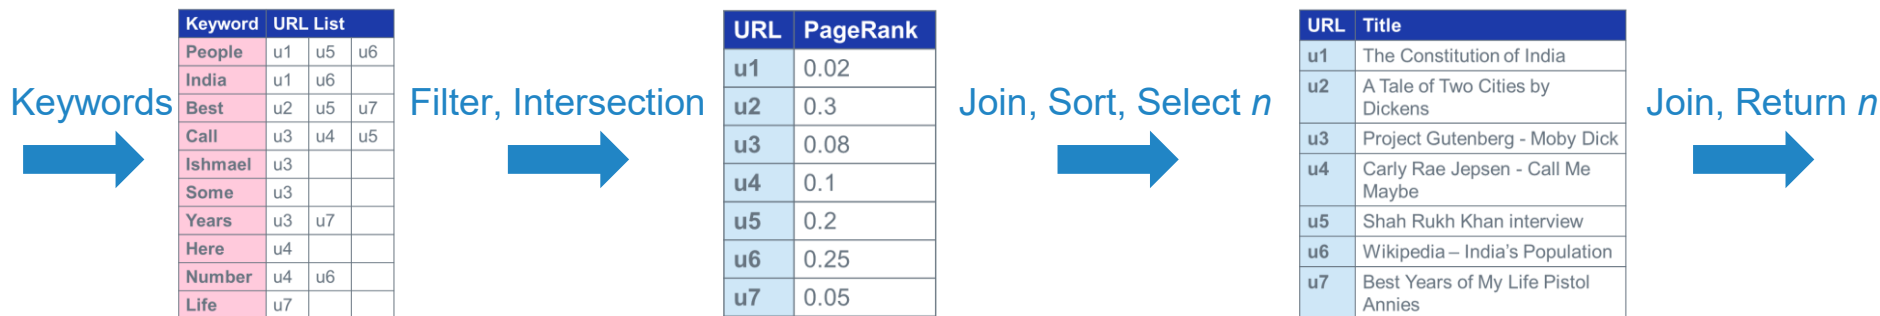 Keywords
Keyword URL List
People u1 u5 u6
India u1 u6
Best u2 u5 u7
Call u3 u4 u5
Ishmael u3
Some u3
Years u3 u7
Here u4
Number u4 u6
Life u7
Filter, Intersection
URL PageRank
u1 0.02
u2 0.3
u3 0.08
u4 0.1
u5 0.2
u6 0.25
u7 0.05
Join, Sort, Select n
URL Title
u1 The Constitution of India
u2 A Tale of Two Cities by
Dickens
u3 Project Gutenberg - Moby Dick
u4 Carly Rae Jepsen - Call Me
Maybe
u5 Shah Rukh Khan interview
u6 Wikipedia – India's Population
u7 Best Years of My Life Pistol
Annies
Join, Return n